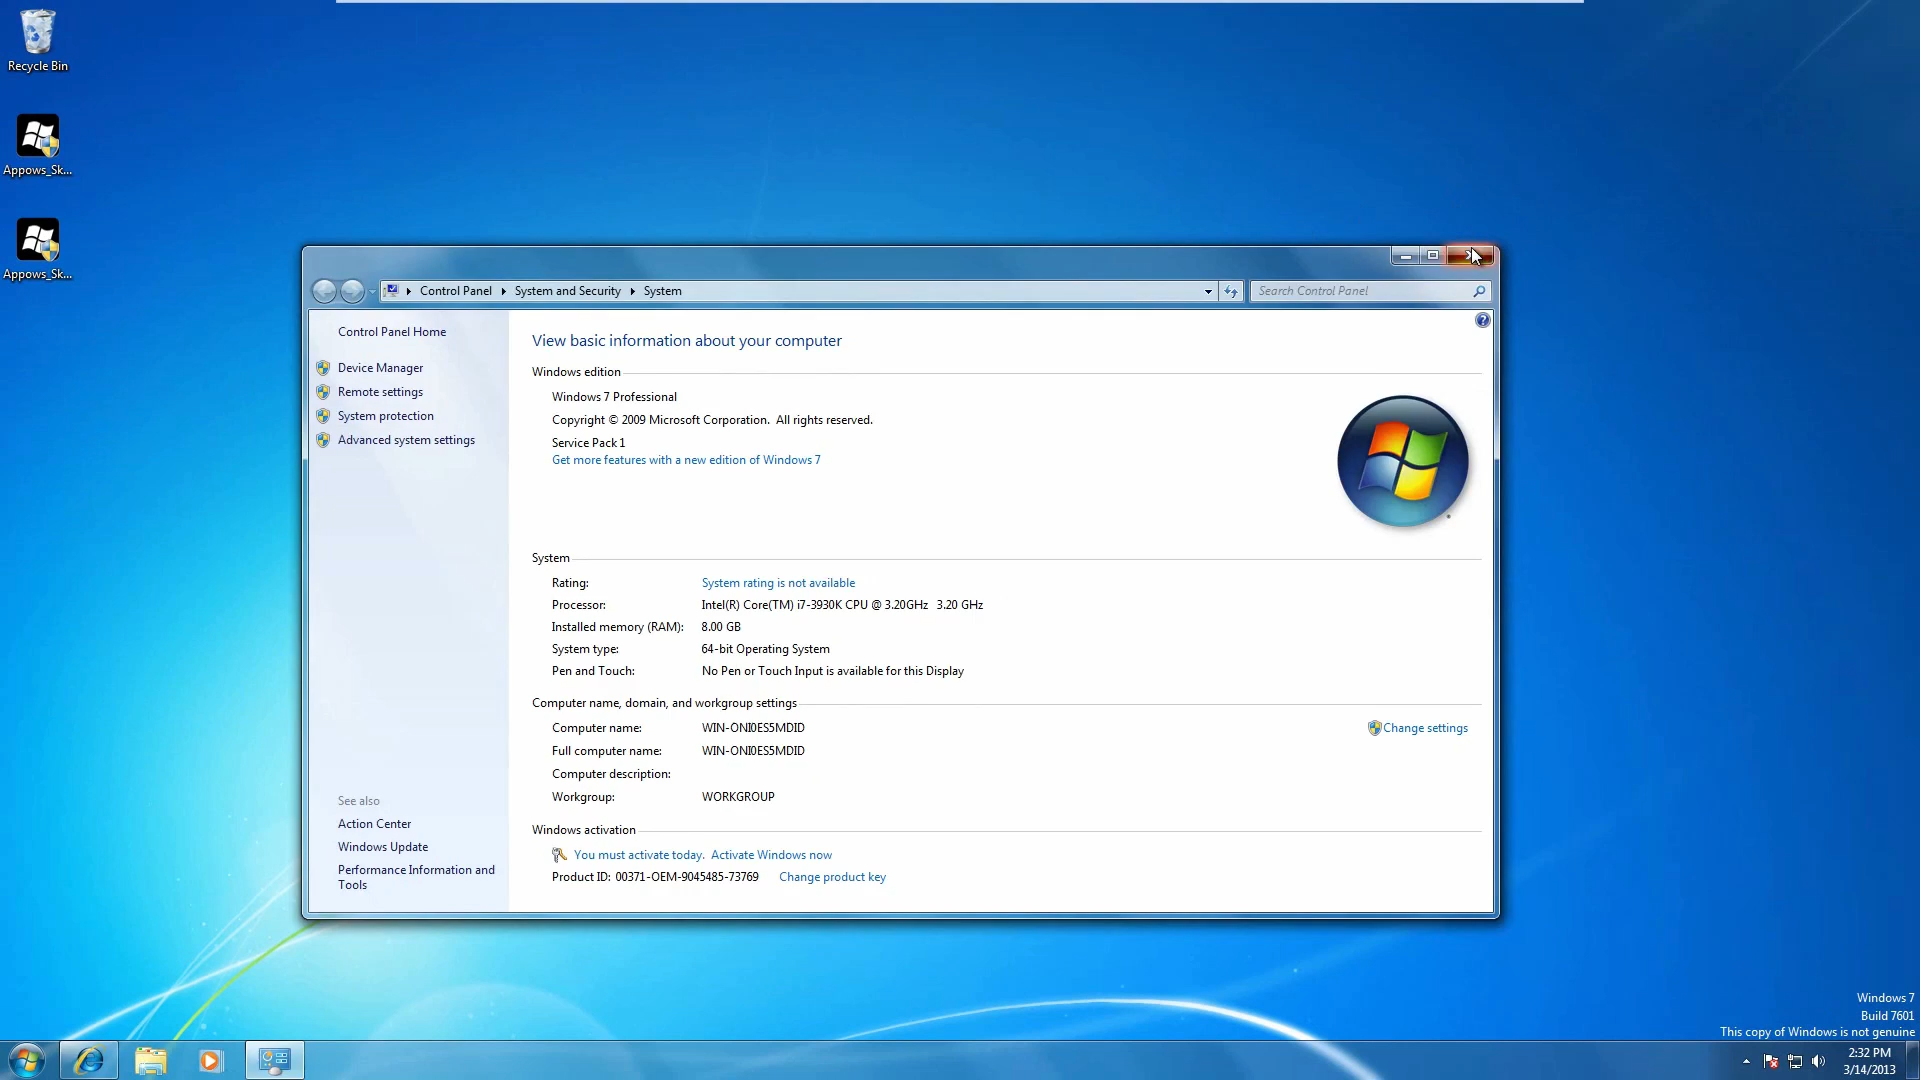 Recycle Bin
Appows_Sk...
Appows_Sk...
Control Panel
System and Security
System
Search Control Panel
Control Panel Home
Device Manager
Remote settings
System protection
Advanced system settings
See also
Action Center
Windows Update
Performance Information and
Tools
View basic information about your computer
Windows edition
Windows 7 Professional
Copyright © 2009 Microsoft Corporation. All rights reserved.
Service Pack 1
Get more features with a new edition of Windows 7
System
Rating: System rating is not available
Processor: Intel(R) Core(TM) i7-3930K CPU @ 3.20GHz 3.20 GHz
Installed memory (RAM): 8.00 GB
System type: 64-bit Operating System
Pen and Touch: No Pen or Touch Input is available for this Display
Computer name, domain, and workgroup settings
Computer name: WIN-ONI0ES5MDID
Change settings
Full computer name: WIN-ONI0ES5MDID
Computer description:
Workgroup: WORKGROUP
Windows activation
You must activate today. Activate Windows now
Product ID: 00371-OEM-9045485-73769 Change product key
Windows 7
Build 7601
This copy of Windows is not genuine
2:32 PM
3/14/2013